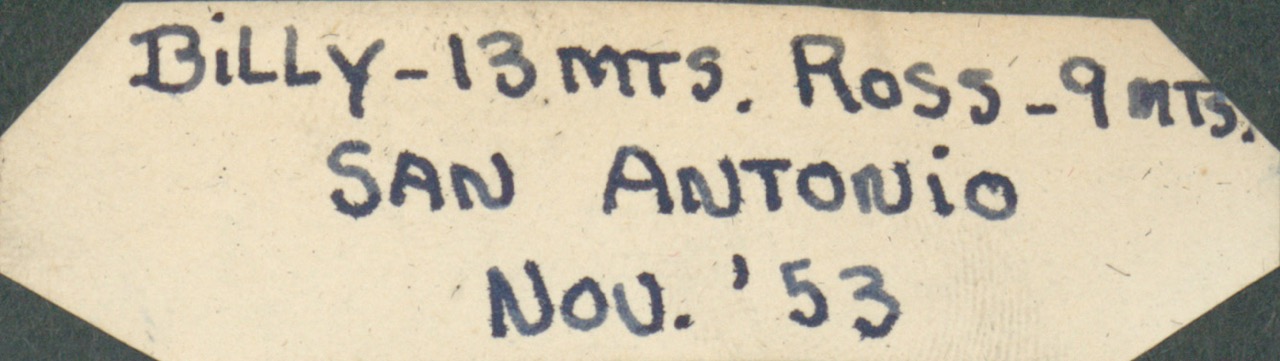 BiLLY-13 MTS. ROSS-9 MTS.
SAN ANTONiO
NOV. '53